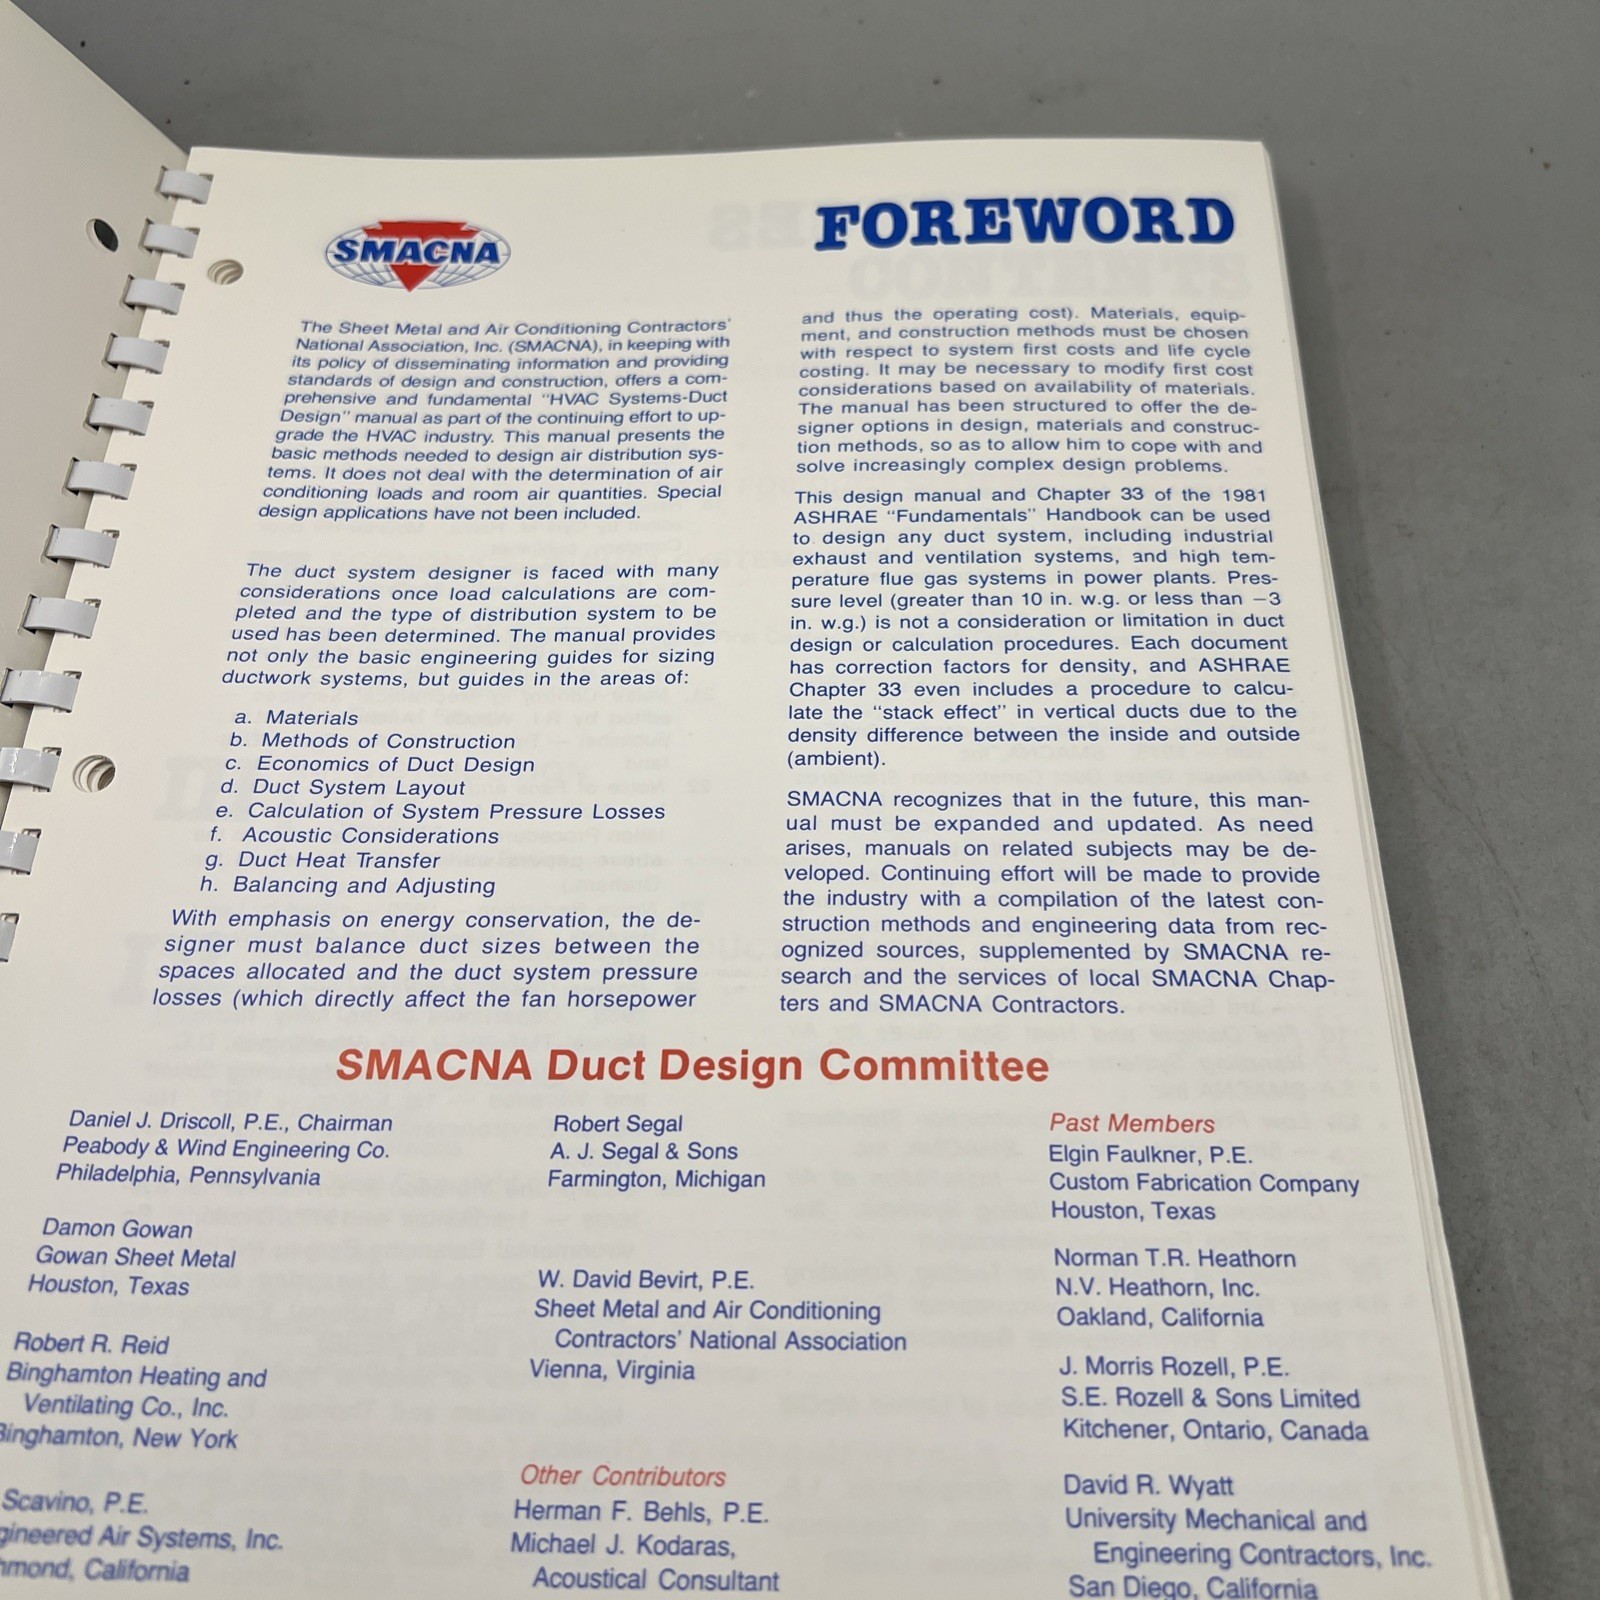 SMACNA
FOREWORD
The Sheet Metal and Air Conditioning Contractors'
National Association, Inc. (SMACNA), in keeping with
its policy of disseminating information and providing
standards of design and construction, offers a com-
prehensive and fundamental "HVAC Systems-Duct
Design" manual as part of the continuing effort to up-
grade the HVAC industry. This manual presents the
basic methods needed to design air distribution sys-
tems. It does not deal with the determination of air
conditioning loads and room air quantities. Special
design applications have not been included.
The duct system designer is faced with many
considerations once load calculations are com-
pleted and the type of distribution system to be
used has been determined. The manual provides
not only the basic engineering guides for sizing
ductwork systems, but guides in the areas of:
a. Materials
b. Methods of Construction
c. Economics of Duct Design
d. Duct System Layout
e. Calculation of System Pressure Losses
f. Acoustic Considerations
g. Duct Heat Transfer
h. Balancing and Adjusting
With emphasis on energy conservation, the de-
signer must balance duct sizes between the
spaces allocated and the duct system pressure
losses (which directly affect the fan horsepower
and thus the operating cost). Materials, equip-
ment, and construction methods must be chosen
with respect to system first costs and life cycle
costing. It may be necessary to modify first cost
considerations based on availability of materials.
The manual has been structured to offer the de-
signer options in design, materials and construc-
tion methods, so as to allow him to cope with and
solve increasingly complex design problems.
This design manual and Chapter 33 of the 1981
ASHRAE "Fundamentals" Handbook can be used
to design any duct system, including industrial
exhaust and ventilation systems, and high tem-
perature flue gas systems in power plants. Pres-
sure level (greater than 10 in. w.g. or less than −3
in. w.g.) is not a consideration or limitation in duct
design or calculation procedures. Each document
has correction factors for density, and ASHRAE
Chapter 33 even includes a procedure to calcu-
late the "stack effect" in vertical ducts due to the
density difference between the inside and outside
(ambient).
SMACNA recognizes that in the future, this man-
ual must be expanded and updated. As need
arises, manuals on related subjects may be de-
veloped. Continuing effort will be made to provide
the industry with a compilation of the latest con-
struction methods and engineering data from rec-
ognized sources, supplemented by SMACNA re-
search and the services of local SMACNA Chap-
ters and SMACNA Contractors.
SMACNA Duct Design Committee
Daniel J. Driscoll, P.E., Chairman
Peabody & Wind Engineering Co.
Philadelphia, Pennsylvania
Damon Gowan
Gowan Sheet Metal
Houston, Texas
Robert R. Reid
Binghamton Heating and
Ventilating Co., Inc.
Binghamton, New York
Scavino, P.E.
gineered Air Systems, Inc.
hmond, California
Robert Segal
A. J. Segal & Sons
Farmington, Michigan
W. David Bevirt, P.E.
Sheet Metal and Air Conditioning
Contractors' National Association
Vienna, Virginia
Other Contributors
Herman F. Behls, P.E.
Michael J. Kodaras,
Acoustical Consultant
Past Members
Elgin Faulkner, P.E.
Custom Fabrication Company
Houston, Texas
Norman T.R. Heathorn
N.V. Heathorn, Inc.
Oakland, California
J. Morris Rozell, P.E.
S.E. Rozell & Sons Limited
Kitchener, Ontario, Canada
David R. Wyatt
University Mechanical and
Engineering Contractors, Inc.
San Diego, California